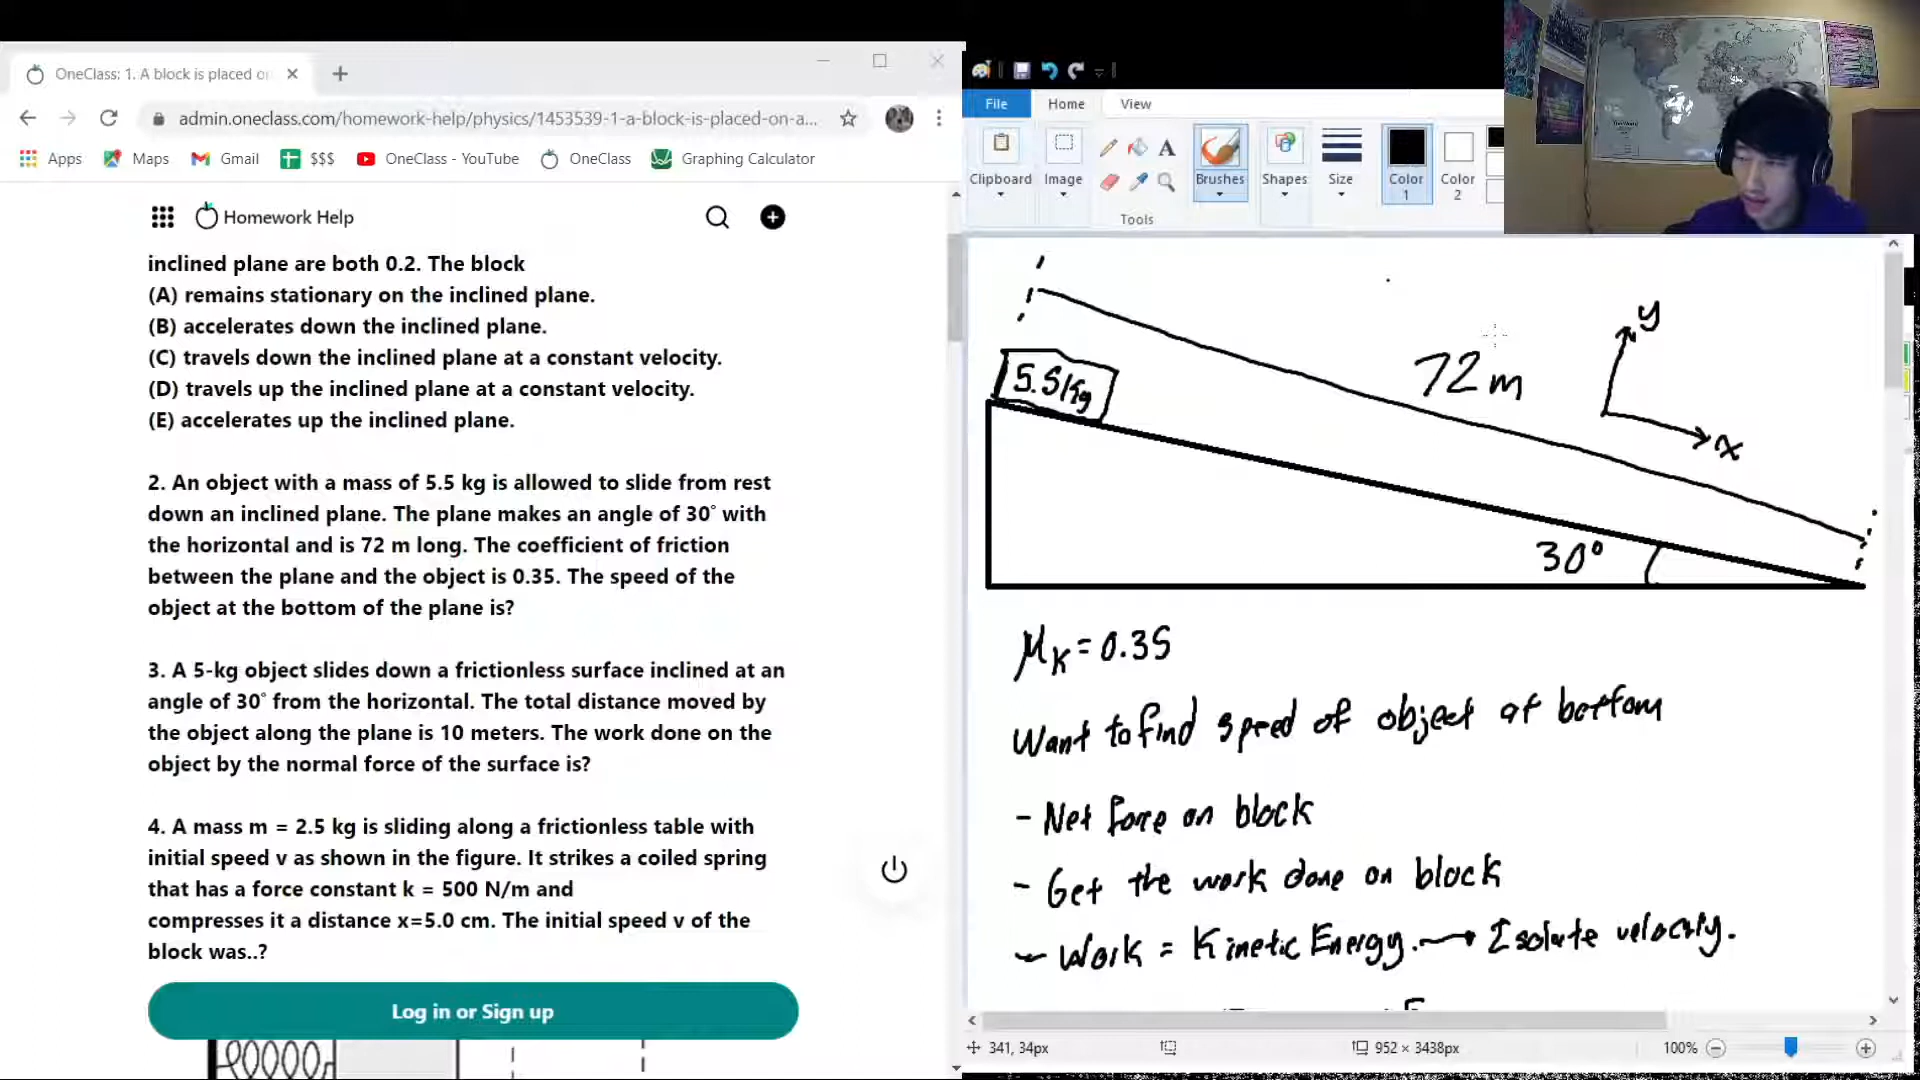 OneClass: 1. A block is placed on
admin.oneclass.com/homework-help/physics/1453539-1-a-block-is-placed-on-a...
Apps Maps Gmail $$$ OneClass - YouTube OneClass Graphing Calculator
Homework Help
inclined plane are both 0.2. The block
(A) remains stationary on the inclined plane.
(B) accelerates down the inclined plane.
(C) travels down the inclined plane at a constant velocity.
(D) travels up the inclined plane at a constant velocity.
(E) accelerates up the inclined plane.
2. An object with a mass of 5.5 kg is allowed to slide from rest
down an inclined plane. The plane makes an angle of 30° with
the horizontal and is 72 m long. The coefficient of friction
between the plane and the object is 0.35. The speed of the
object at the bottom of the plane is?
3. A 5-kg object slides down a frictionless surface inclined at an
angle of 30° from the horizontal. The total distance moved by
the object along the plane is 10 meters. The work done on the
object by the normal force of the surface is?
4. A mass m = 2.5 kg is sliding along a frictionless table with
initial speed v as shown in the figure. It strikes a coiled spring
that has a force constant k = 500 N/m and
compresses it a distance x=5.0 cm. The initial speed v of the
block was..?
Log in or Sign up
File Home View
Clipboard Image Brushes Shapes Size Color 1 Color 2
Tools
72 m
y
x
5.5 Kg
30°
μK = 0.35
Want to find speed of object at bottom
- Net force on block
- Get the work done on block
- Work = Kinetic Energy. → Isolate velocity.
341, 34px
952 × 3438px
100%